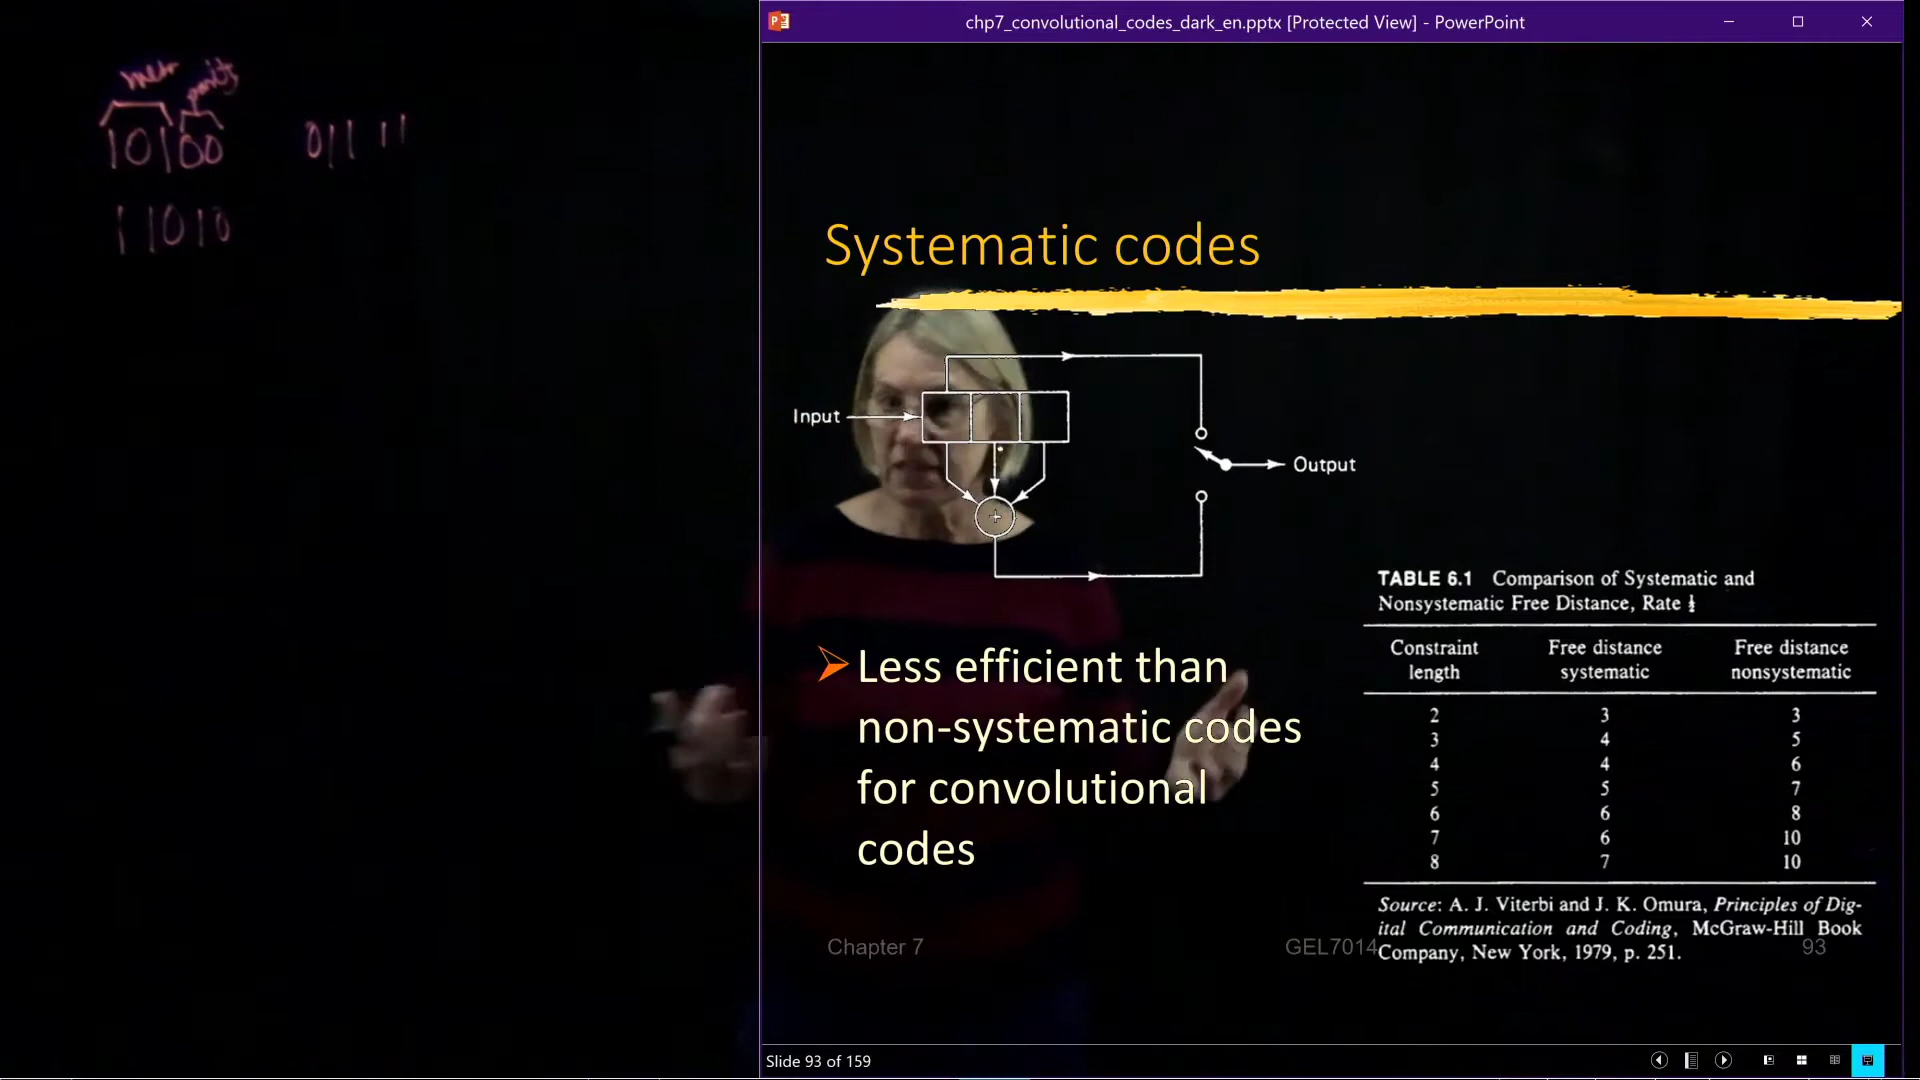 chp7_convolutional_codes_dark_en.pptx [Protected View] - PowerPoint
parity
10100 011 11
11010
Systematic codes
Input
+
Output
Less efficient than
non-systematic codes
for convolutional
codes
TABLE 6.1 Comparison of Systematic and
Nonsystematic Free Distance, Rate ½
Constraint length Free distance systematic Free distance nonsystematic
2 3 3
3 4 5
4 4 6
5 5 7
6 6 8
7 6 10
8 7 10
Source: A. J. Viterbi and J. K. Omura, Principles of Dig-
ital Communication and Coding, McGraw-Hill Book
Company, New York, 1979, p. 251.
Chapter 7 GEL7014 93
Slide 93 of 159